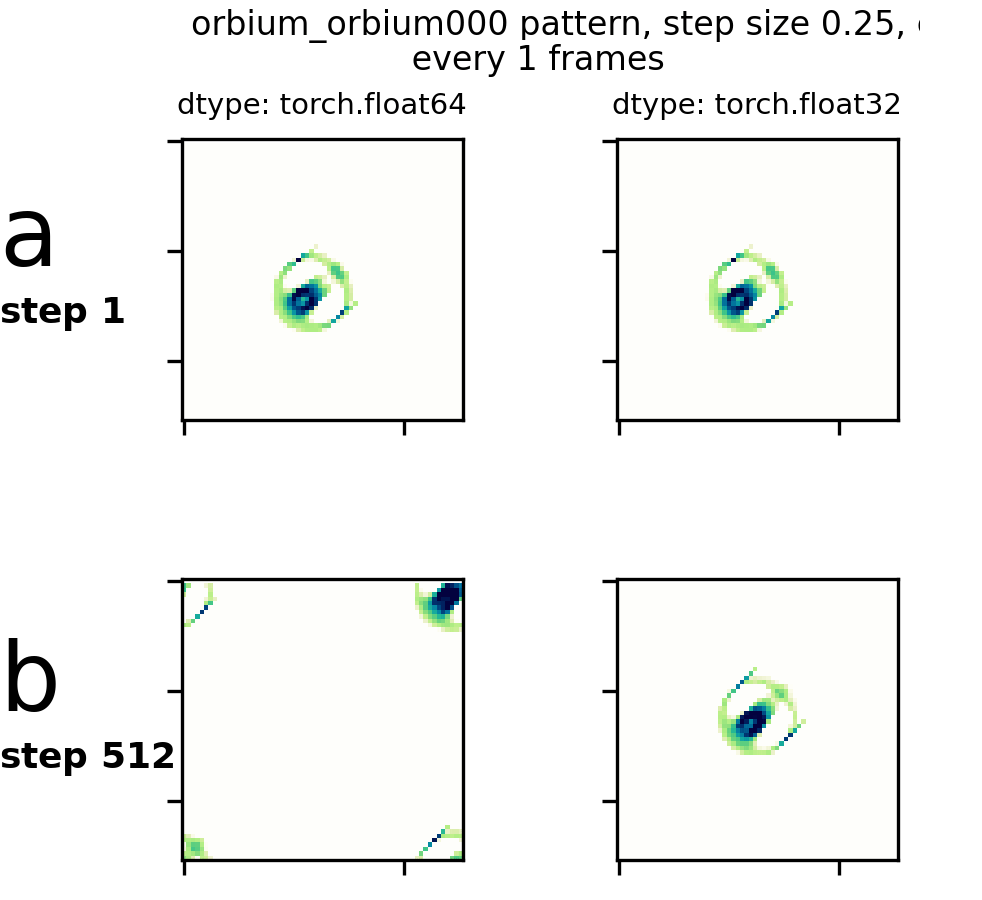 orbium_orbium000 pattern, step size 0.25,
every 1 frames
dtype: torch.float64
dtype: torch.float32
a
step 1
b
step 512